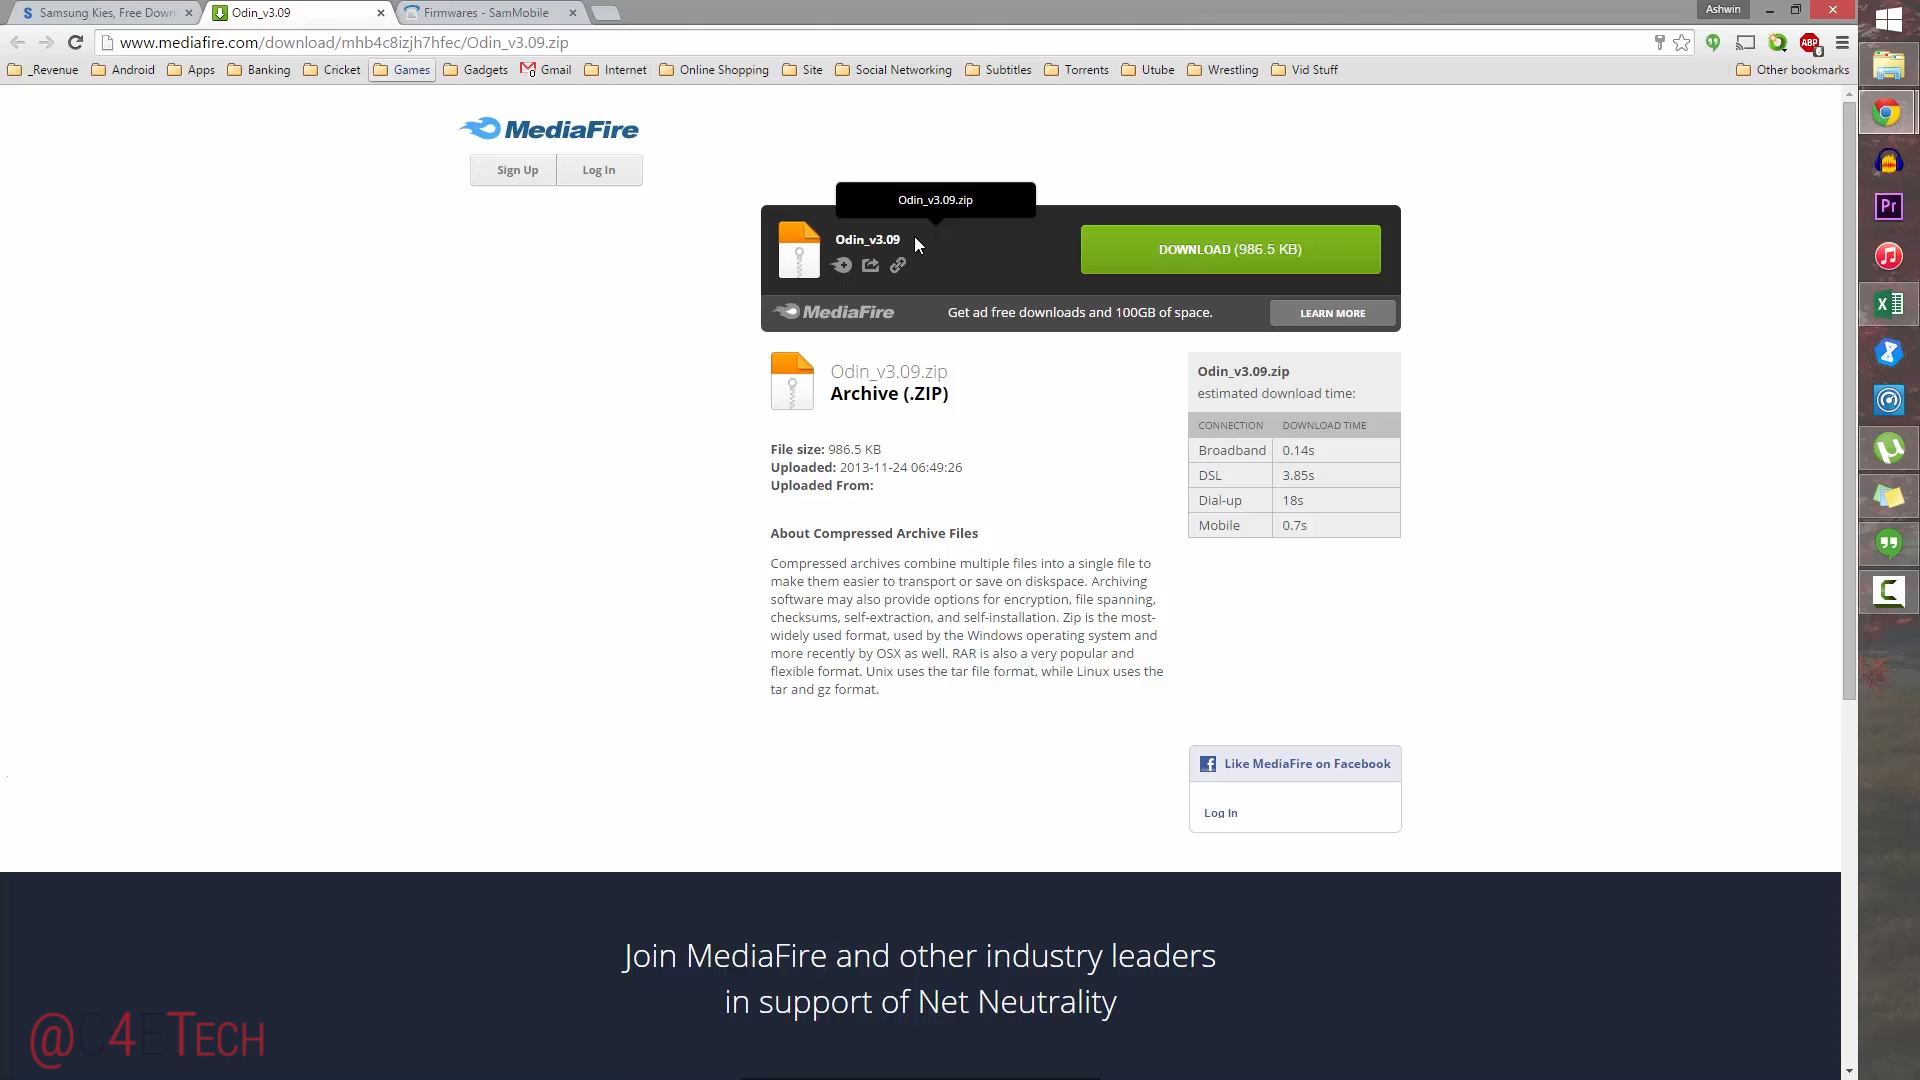 Samsung Kies, Free Down
Odin_v3.09
Firmwares - SamMobile
Ashwin
www.mediafire.com/download/mhb4c8izjh7hfec/Odin_v3.09.zip
ABP
6
_Revenue
Android
Apps
Banking
Cricket
Games
Gadgets
Gmail
Internet
Online Shopping
Site
Social Networking
Subtitles
Torrents
Utube
Wrestling
Vid Stuff
Other bookmarks
MediaFire
Sign Up
Log In
Odin_v3.09.zip
Odin_v3.09
DOWNLOAD (986.5 KB)
MediaFire
Get ad free downloads and 100GB of space.
LEARN MORE
Odin_v3.09.zip
Archive (.ZIP)
File size: 986.5 KB
Uploaded: 2013-11-24 06:49:26
Uploaded From:
About Compressed Archive Files
Compressed archives combine multiple files into a single file to
make them easier to transport or save on diskspace. Archiving
software may also provide options for encryption, file spanning,
checksums, self-extraction, and self-installation. Zip is the most-
widely used format, used by the Windows operating system and
more recently by OSX as well. RAR is also a very popular and
flexible format. Unix uses the tar file format, while Linux uses the
tar and gz format.
Odin_v3.09.zip
estimated download time:
CONNECTION DOWNLOAD TIME
Broadband 0.14s
DSL 3.85s
Dial-up 18s
Mobile 0.7s
Like MediaFire on Facebook
Log In
Join MediaFire and other industry leaders
in support of Net Neutrality
@C4ETech
Pr